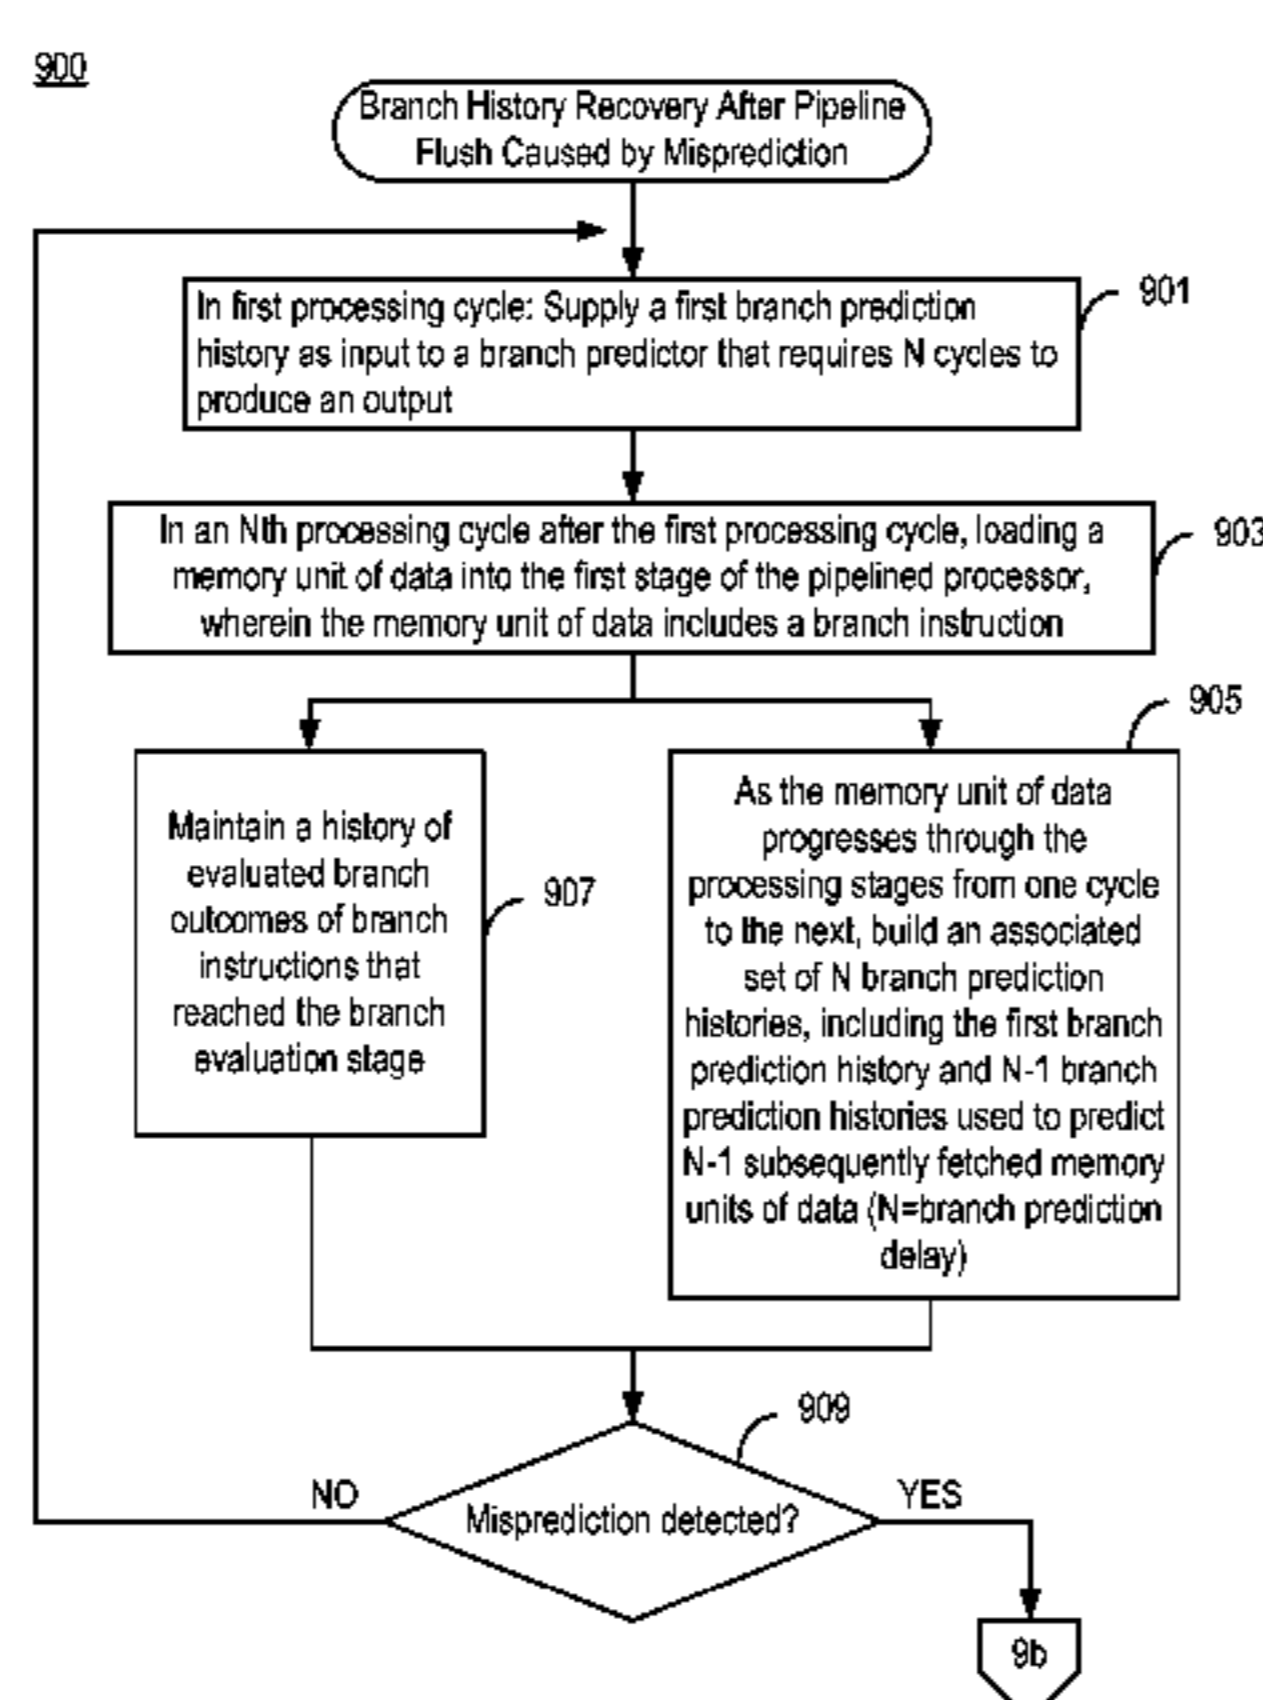 900
Branch History Recovery After Pipeline
Flush Caused by Misprediction
In first processing cycle: Supply a first branch prediction
history as input to a branch predictor that requires N cycles to
produce an output
901
In an Nth processing cycle after the first processing cycle, loading a
memory unit of data into the first stage of the pipelined processor,
wherein the memory unit of data includes a branch instruction
903
905
Maintain a history of
evaluated branch
outcomes of branch
instructions that
reached the branch
evaluation stage
907
As the memory unit of data
progresses through the
processing stages from one cycle
to the next, build an associated
set of N branch prediction
histories, including the first branch
prediction history and N-1 branch
prediction histories used to predict
N-1 subsequently fetched memory
units of data (N=branch prediction
delay)
909
NO
Misprediction detected?
YES
9b